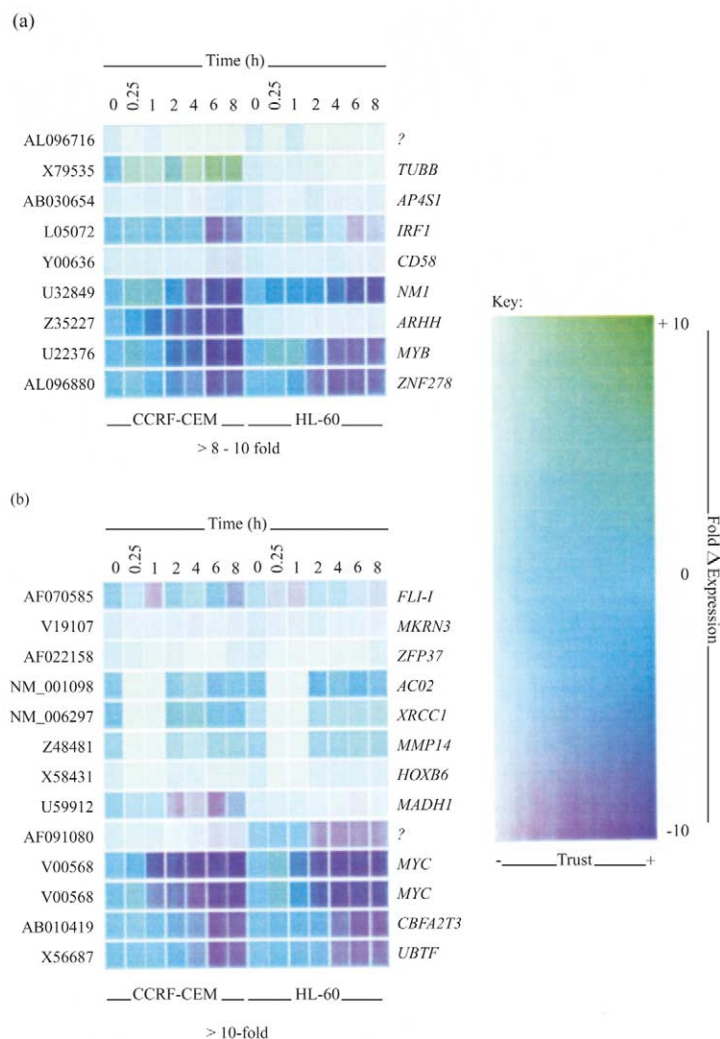 (a)
Time (h)
0 0.25 1 2 4 6 8 0 0.25 1 2 4 6 8
AL096716 ?
X79535 TUBB
AB030654 AP4S1
L05072 IRF1
Y00636 CD58
U32849 NM1
Z35227 ARHH
U22376 MYB
AL096880 ZNF278
CCRF-CEM HL-60
> 8 - 10 fold
Key:
+ 10
0
-10
Fold Δ Expression
- Trust +
(b)
Time (h)
0 0.25 1 2 4 6 8 0 0.25 1 2 4 6 8
AF070585 FLI-I
V19107 MKRN3
AF022158 ZFP37
NM_001098 AC02
NM_006297 XRCC1
Z48481 MMP14
X58431 HOXB6
U59912 MADH1
AF091080 ?
V00568 MYC
V00568 MYC
AB010419 CBFA2T3
X56687 UBTF
CCRF-CEM HL-60
> 10-fold